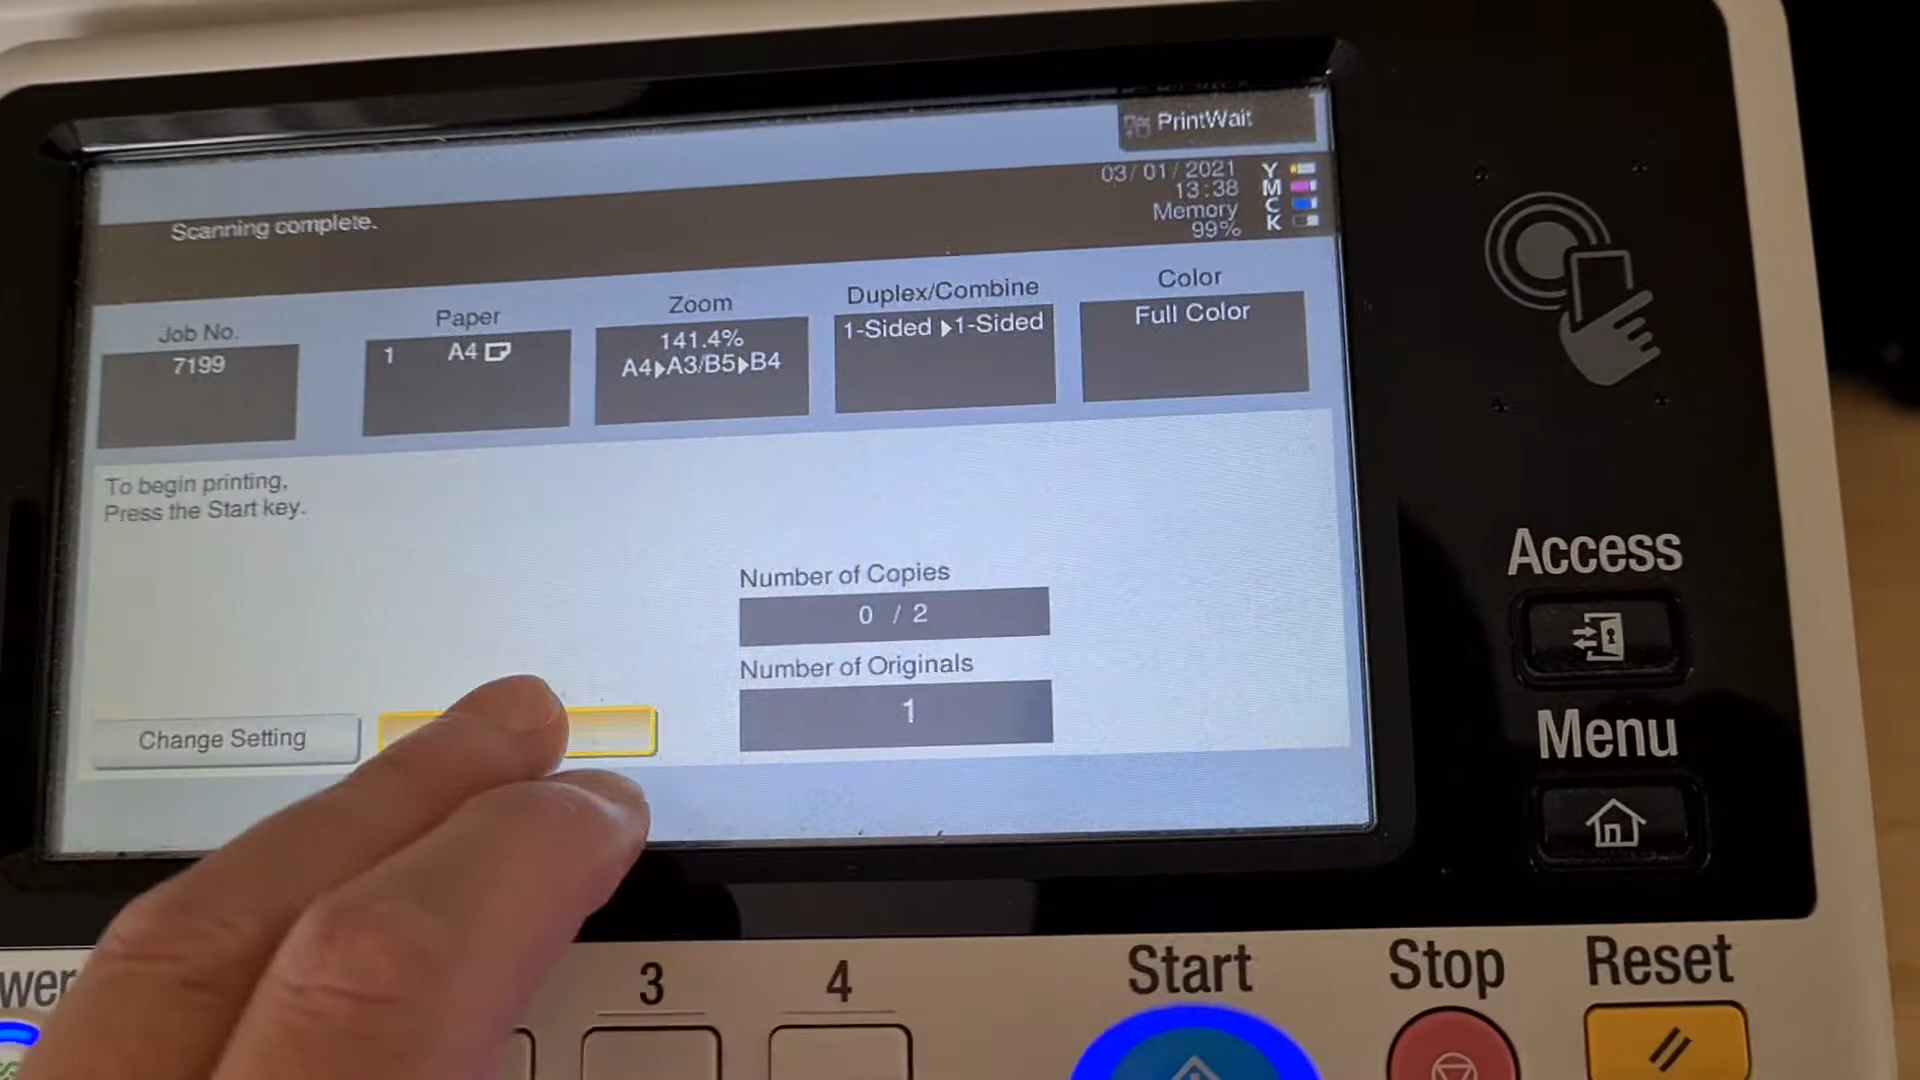 PrintWait
03/01/2021
13:38
Memory
99%
Y
M
C
K
Scanning complete.
Job No.
7199
Paper
1 A4
Zoom
141.4%
A4▶A3/B5▶B4
Duplex/Combine
1-Sided ▶1-Sided
Color
Full Color
To begin printing,
Press the Start key.
Number of Copies
0 / 2
Number of Originals
1
Change Setting
Access
Menu
wer
3
4
Start
Stop
Reset